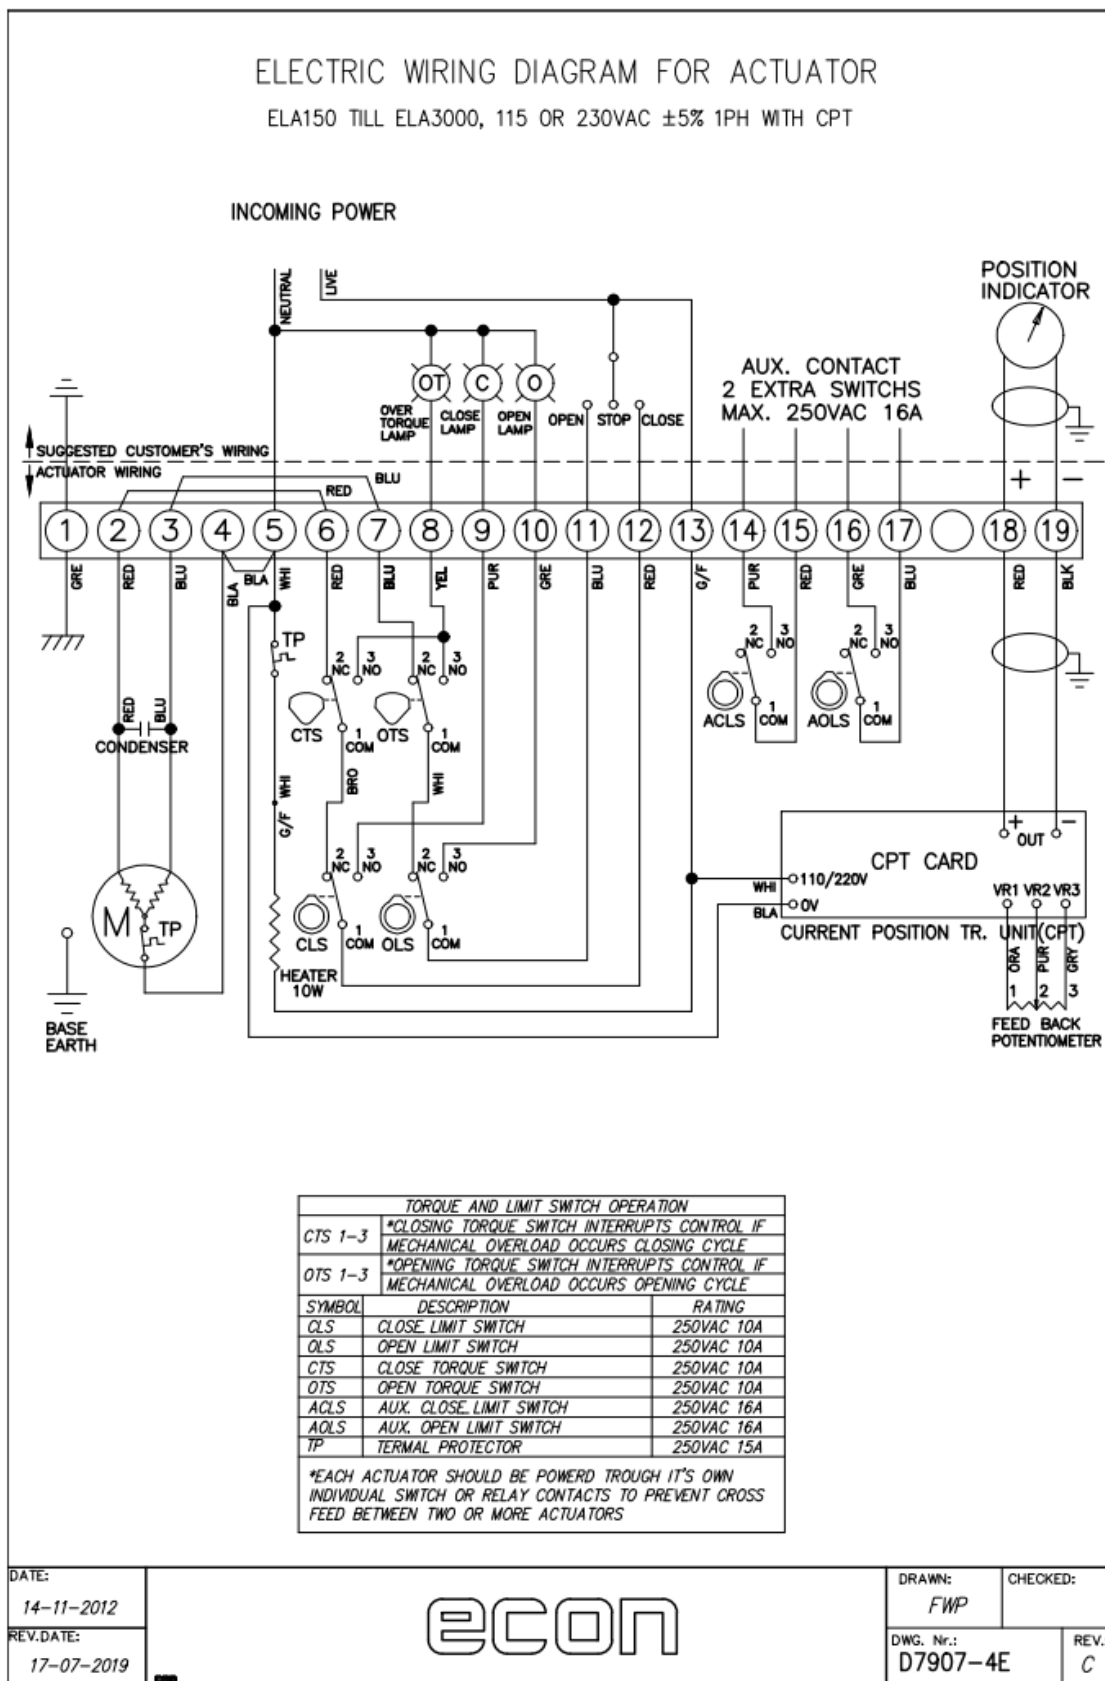 ELECTRIC WIRING DIAGRAM FOR ACTUATOR
ELA150 TILL ELA3000, 115 OR 230VAC ±5% 1PH WITH CPT
INCOMING POWER
NEUTRAL
LIVE
POSITION
INDICATOR
AUX. CONTACT
2 EXTRA SWITCHS
MAX. 250VAC 16A
OT
C
O
OVER
TORQUE
LAMP
CLOSE
LAMP
OPEN
LAMP
OPEN
STOP
CLOSE
SUGGESTED CUSTOMER'S WIRING
ACTUATOR WIRING
BLU
RED
+ −
1 2 3 4 5 6 7 8 9 10 11 12 13 14 15 16 17 18 19
GRE
RED
BLU
BLA
BLA
WHI
RED
BLU
YEL
PUR
GRE
BLU
RED
G/F
PUR
RED
GRE
BLU
RED
BLK
TP
2
NC
3
NO
2
NC
3
NO
2
NC
3
NO
2
NC
3
NO
CTS
1
COM
OTS
1
COM
ACLS
1
COM
AOLS
1
COM
RED
BLU
CONDENSER
WHI
G/F
BRO
WHI
2
NC
3
NO
2
NC
3
NO
CLS
1
COM
OLS
1
COM
M
TP
HEATER
10W
BASE
EARTH
+ −
OUT
CPT CARD
WHI
110/220V
BLA
0V
VR1 VR2 VR3
CURRENT POSITION TR. UNIT(CPT)
ORA
PUR
GRY
1 2 3
FEED BACK
POTENTIOMETER
TORQUE AND LIMIT SWITCH OPERATION
CTS 1-3
*CLOSING TORQUE SWITCH INTERRUPTS CONTROL IF
MECHANICAL OVERLOAD OCCURS CLOSING CYCLE
OTS 1-3
*OPENING TORQUE SWITCH INTERRUPTS CONTROL IF
MECHANICAL OVERLOAD OCCURS OPENING CYCLE
SYMBOL DESCRIPTION RATING
CLS CLOSE LIMIT SWITCH 250VAC 10A
OLS OPEN LIMIT SWITCH 250VAC 10A
CTS CLOSE TORQUE SWITCH 250VAC 10A
OTS OPEN TORQUE SWITCH 250VAC 10A
ACLS AUX. CLOSE LIMIT SWITCH 250VAC 16A
AOLS AUX. OPEN LIMIT SWITCH 250VAC 16A
TP TERMAL PROTECTOR 250VAC 15A
*EACH ACTUATOR SHOULD BE POWERD TROUGH IT'S OWN
INDIVIDUAL SWITCH OR RELAY CONTACTS TO PREVENT CROSS
FEED BETWEEN TWO OR MORE ACTUATORS
DATE:
14-11-2012
REV.DATE:
17-07-2019
econ
DRAWN:
FWP
CHECKED:
DWG. Nr.:
D7907-4E
REV.
C